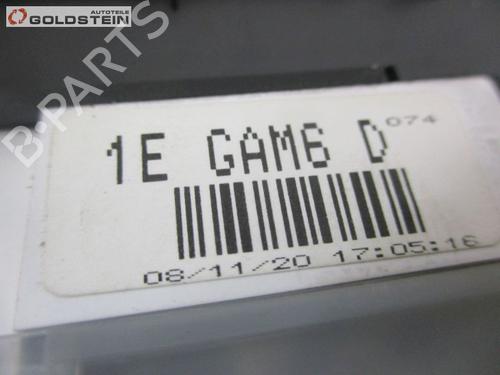 AUTOTEILE
GOLDSTEIN
B-PARTS
1E GAM6 D 074
08/11/20 17:05:16